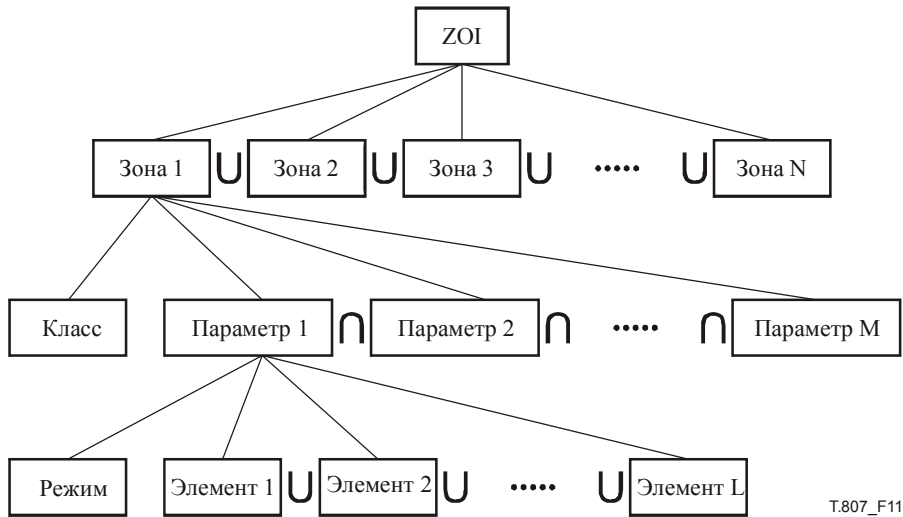 ZOI
Зона 1 ∪ Зона 2 ∪ Зона 3 ∪ ..... ∪ Зона N
Класс Параметр 1 ∩ Параметр 2 ∩ ..... ∩ Параметр M
Режим Элемент 1 ∪ Элемент 2 ∪ ..... ∪ Элемент L
T.807_F11